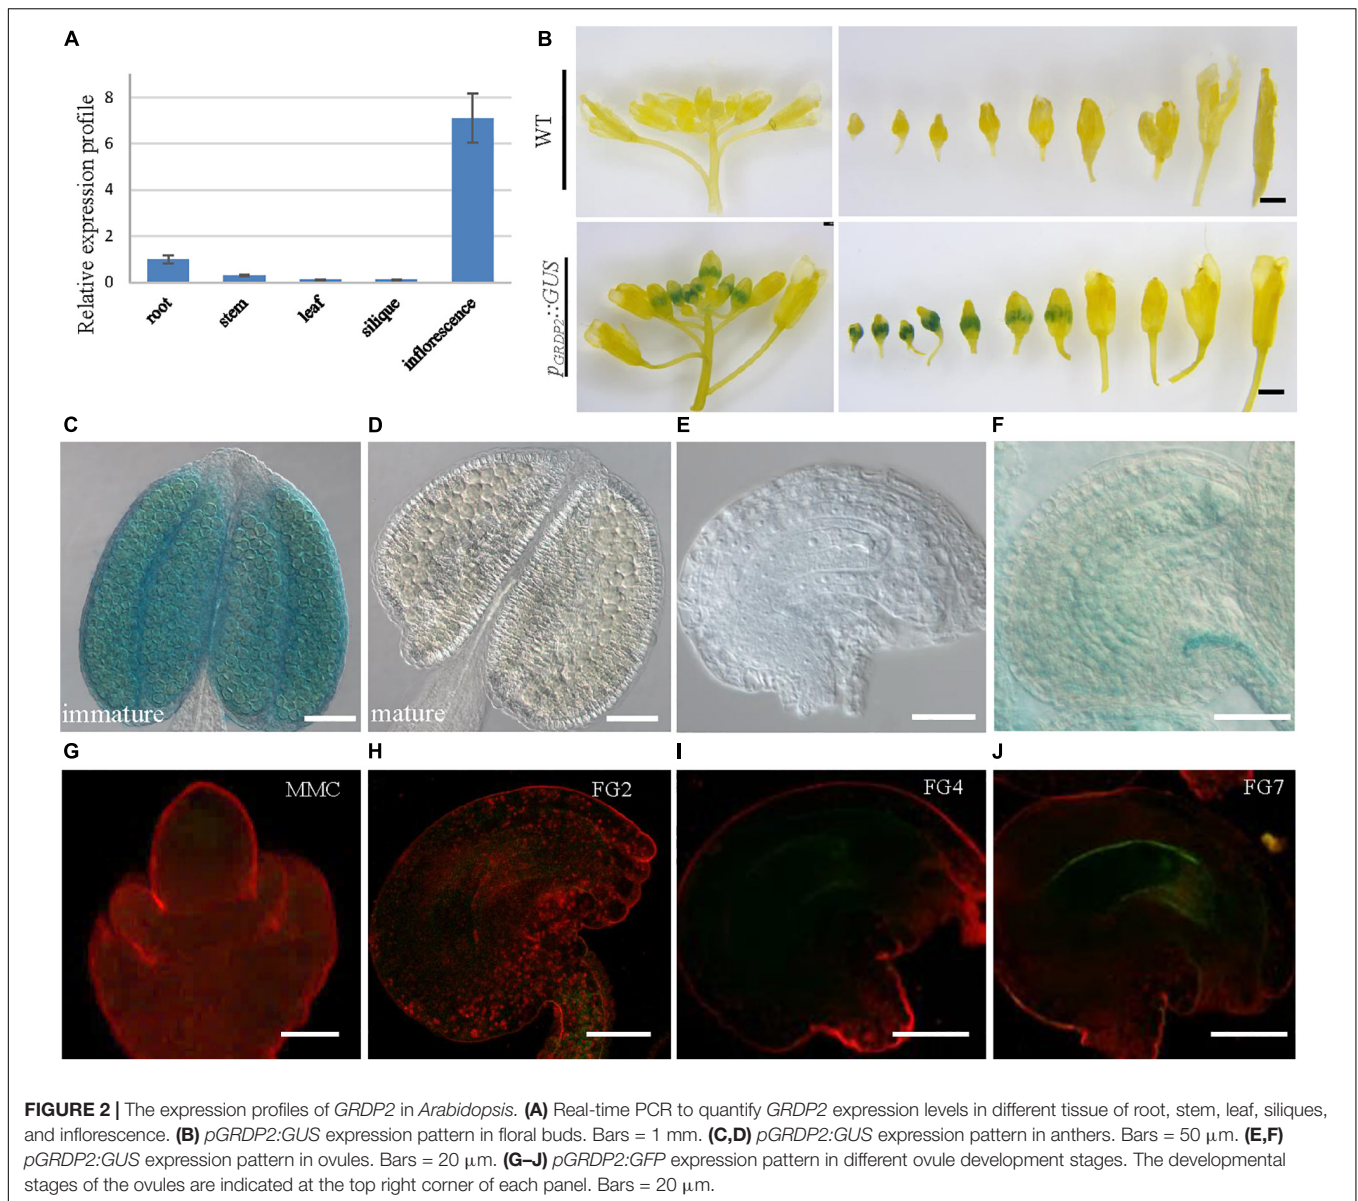 A
B
Relative expression profile
8
6
4
2
0
root
stem
leaf
silique
inflorescence
WT
pGRDP2::GUS
C
D
E
F
immature
mature
G
H
I
J
MMC
FG2
FG4
FG7
FIGURE 2 | The expression profiles of GRDP2 in Arabidopsis. (A) Real-time PCR to quantify GRDP2 expression levels in different tissue of root, stem, leaf, siliques,
and inflorescence. (B) pGRDP2:GUS expression pattern in floral buds. Bars = 1 mm. (C,D) pGRDP2:GUS expression pattern in anthers. Bars = 50 μm. (E,F)
pGRDP2:GUS expression pattern in ovules. Bars = 20 μm. (G–J) pGRDP2:GFP expression pattern in different ovule development stages. The developmental
stages of the ovules are indicated at the top right corner of each panel. Bars = 20 μm.